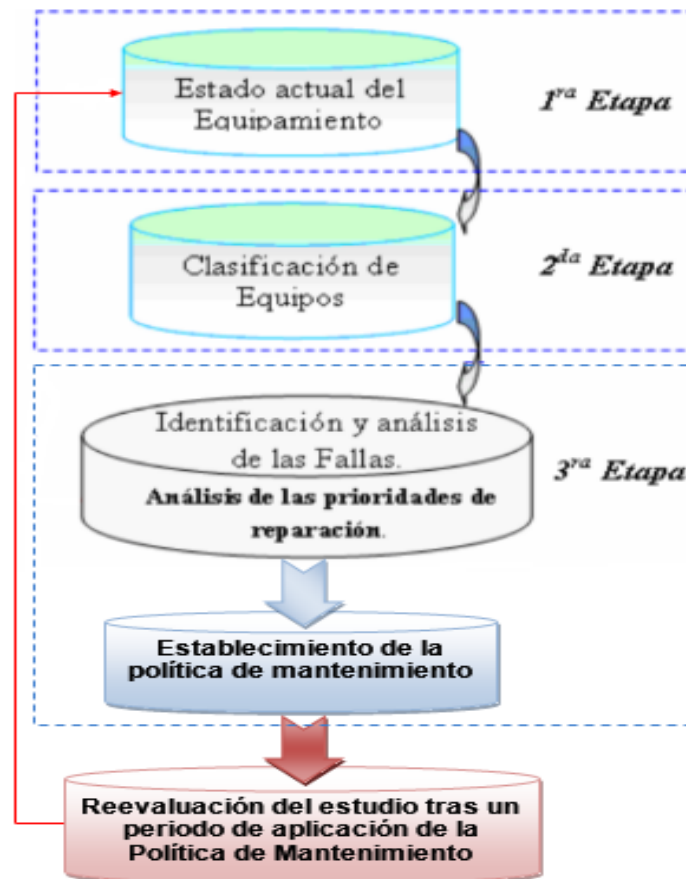 Estado actual del
Equipamiento
1ra Etapa
Clasificación de
Equipos
2da Etapa
Identificación y análisis
de las Fallas.
Análisis de las prioridades de
reparación.
3ra Etapa
Establecimiento de la
política de mantenimiento
Reevaluación del estudio tras un
periodo de aplicación de la
Política de Mantenimiento